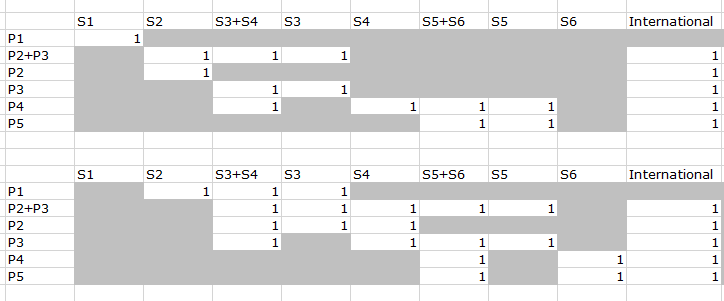 S1 S2 S3+S4 S3 S4 S5+S6 S5 S6 International
P1 1
P2+P3 1 1 1 1
P2 1 1
P3 1 1 1
P4 1 1 1 1 1
P5 1 1 1
S1 S2 S3+S4 S3 S4 S5+S6 S5 S6 International
P1 1 1 1
P2+P3 1 1 1 1 1 1
P2 1 1 1 1
P3 1 1 1 1 1
P4 1 1 1
P5 1 1 1